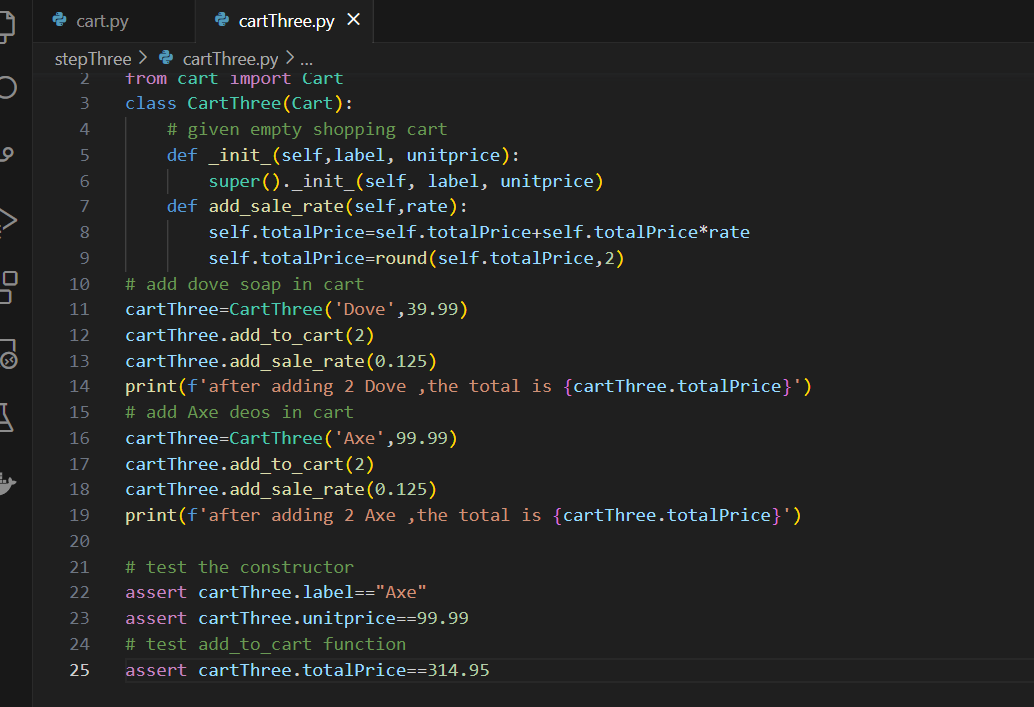 cart.py
cartThree.py ×
stepThree > cartThree.py > ...
2 from cart import Cart
3 class CartThree(Cart):
4 # given empty shopping cart
5 def _init_(self,label, unitprice):
6 super()._init_(self, label, unitprice)
7 def add_sale_rate(self,rate):
8 self.totalPrice=self.totalPrice+self.totalPrice*rate
9 self.totalPrice=round(self.totalPrice,2)
10 # add dove soap in cart
11 cartThree=CartThree('Dove',39.99)
12 cartThree.add_to_cart(2)
13 cartThree.add_sale_rate(0.125)
14 print(f'after adding 2 Dove ,the total is {cartThree.totalPrice}')
15 # add Axe deos in cart
16 cartThree=CartThree('Axe',99.99)
17 cartThree.add_to_cart(2)
18 cartThree.add_sale_rate(0.125)
19 print(f'after adding 2 Axe ,the total is {cartThree.totalPrice}')
20
21 # test the constructor
22 assert cartThree.label=="Axe"
23 assert cartThree.unitprice==99.99
24 # test add_to_cart function
25 assert cartThree.totalPrice==314.95